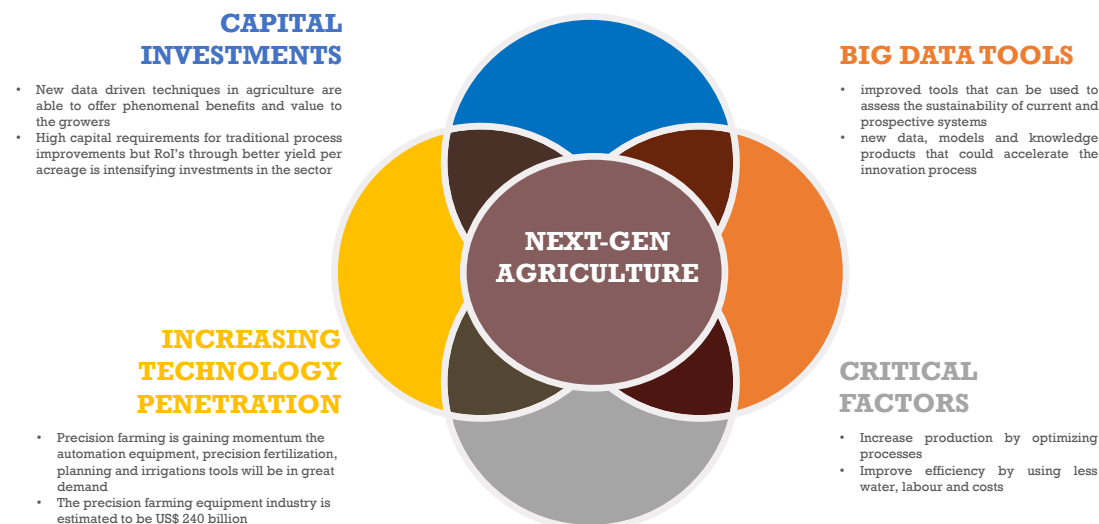 CAPITAL
INVESTMENTS
• New data driven techniques in agriculture are
able to offer phenomenal benefits and value to
the growers
• High capital requirements for traditional process
improvements but RoI's through better yield per
acreage is intensifying investments in the sector
BIG DATA TOOLS
• improved tools that can be used to
assess the sustainability of current and
prospective systems
• new data, models and knowledge
products that could accelerate the
innovation process
NEXT-GEN
AGRICULTURE
INCREASING
TECHNOLOGY
PENETRATION
• Precision farming is gaining momentum the
automation equipment, precision fertilization,
planning and irrigations tools will be in great
demand
• The precision farming equipment industry is
estimated to be US$ 240 billion
CRITICAL
FACTORS
• Increase production by optimizing
processes
• Improve efficiency by using less
water, labour and costs